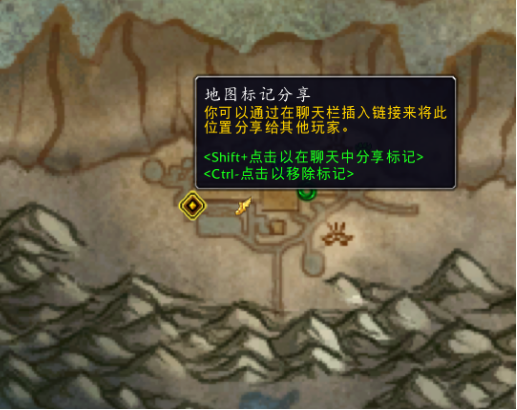 地图标记分享
你可以通过在聊天栏插入链接来将此
位置分享给其他玩家。
<Shift+点击以在聊天中分享标记>
<Ctrl-点击以移除标记>